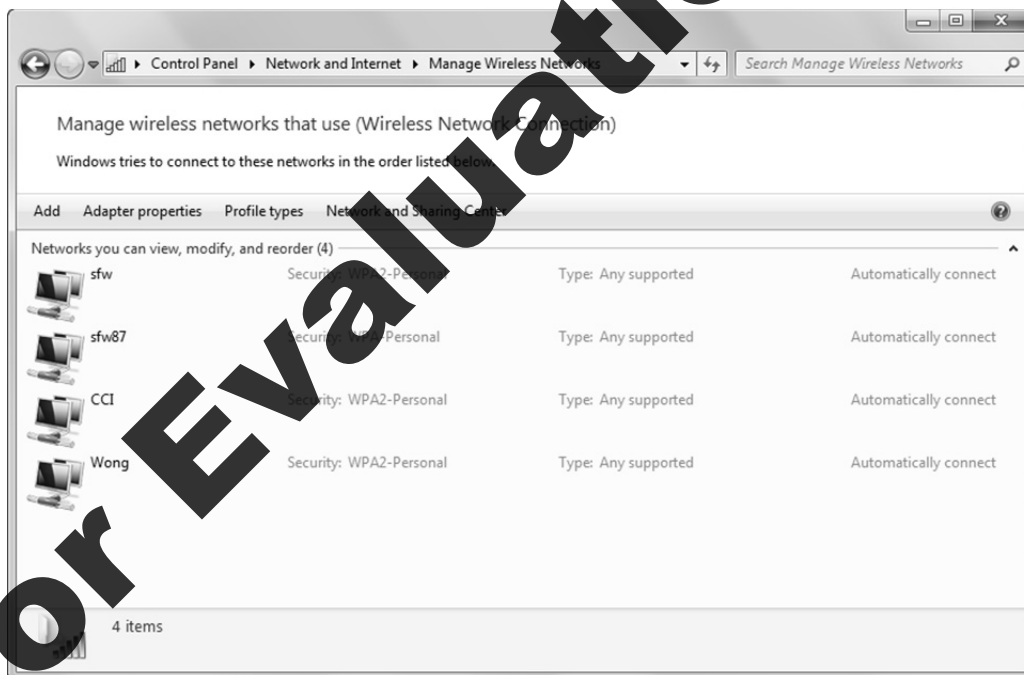 Control Panel Network and Internet Manage Wireless Networks Search Manage Wireless Networks
Manage wireless networks that use (Wireless Network Connection)
Windows tries to connect to these networks in the order listed below.
Add Adapter properties Profile types Network and Sharing Center
Networks you can view, modify, and reorder (4)
sfw Security: WPA2-Personal Type: Any supported Automatically connect
sfw87 Security: WPA-Personal Type: Any supported Automatically connect
CCI Security: WPA2-Personal Type: Any supported Automatically connect
Wong Security: WPA2-Personal Type: Any supported Automatically connect
4 items
or Evaluatio